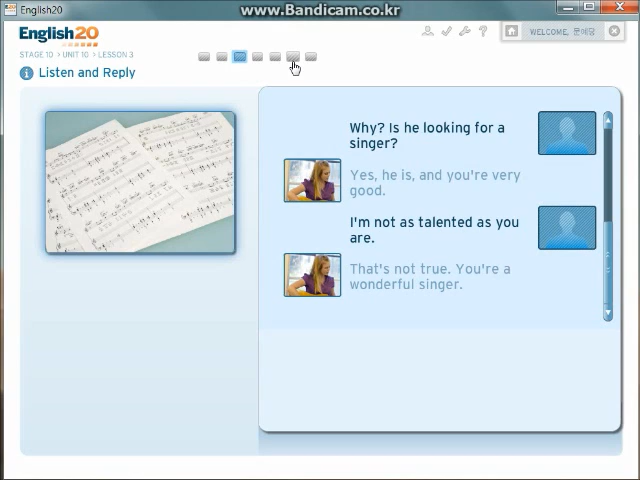 www.Bandicam.co.kr
English20
English20
STAGE 10 > UNIT 10 > LESSON 3
WELCOME, 문예담
Listen and Reply
Why? Is he looking for a
singer?
Yes, he is, and you're very
good.
I'm not as talented as you
are.
That's not true. You're a
wonderful singer.